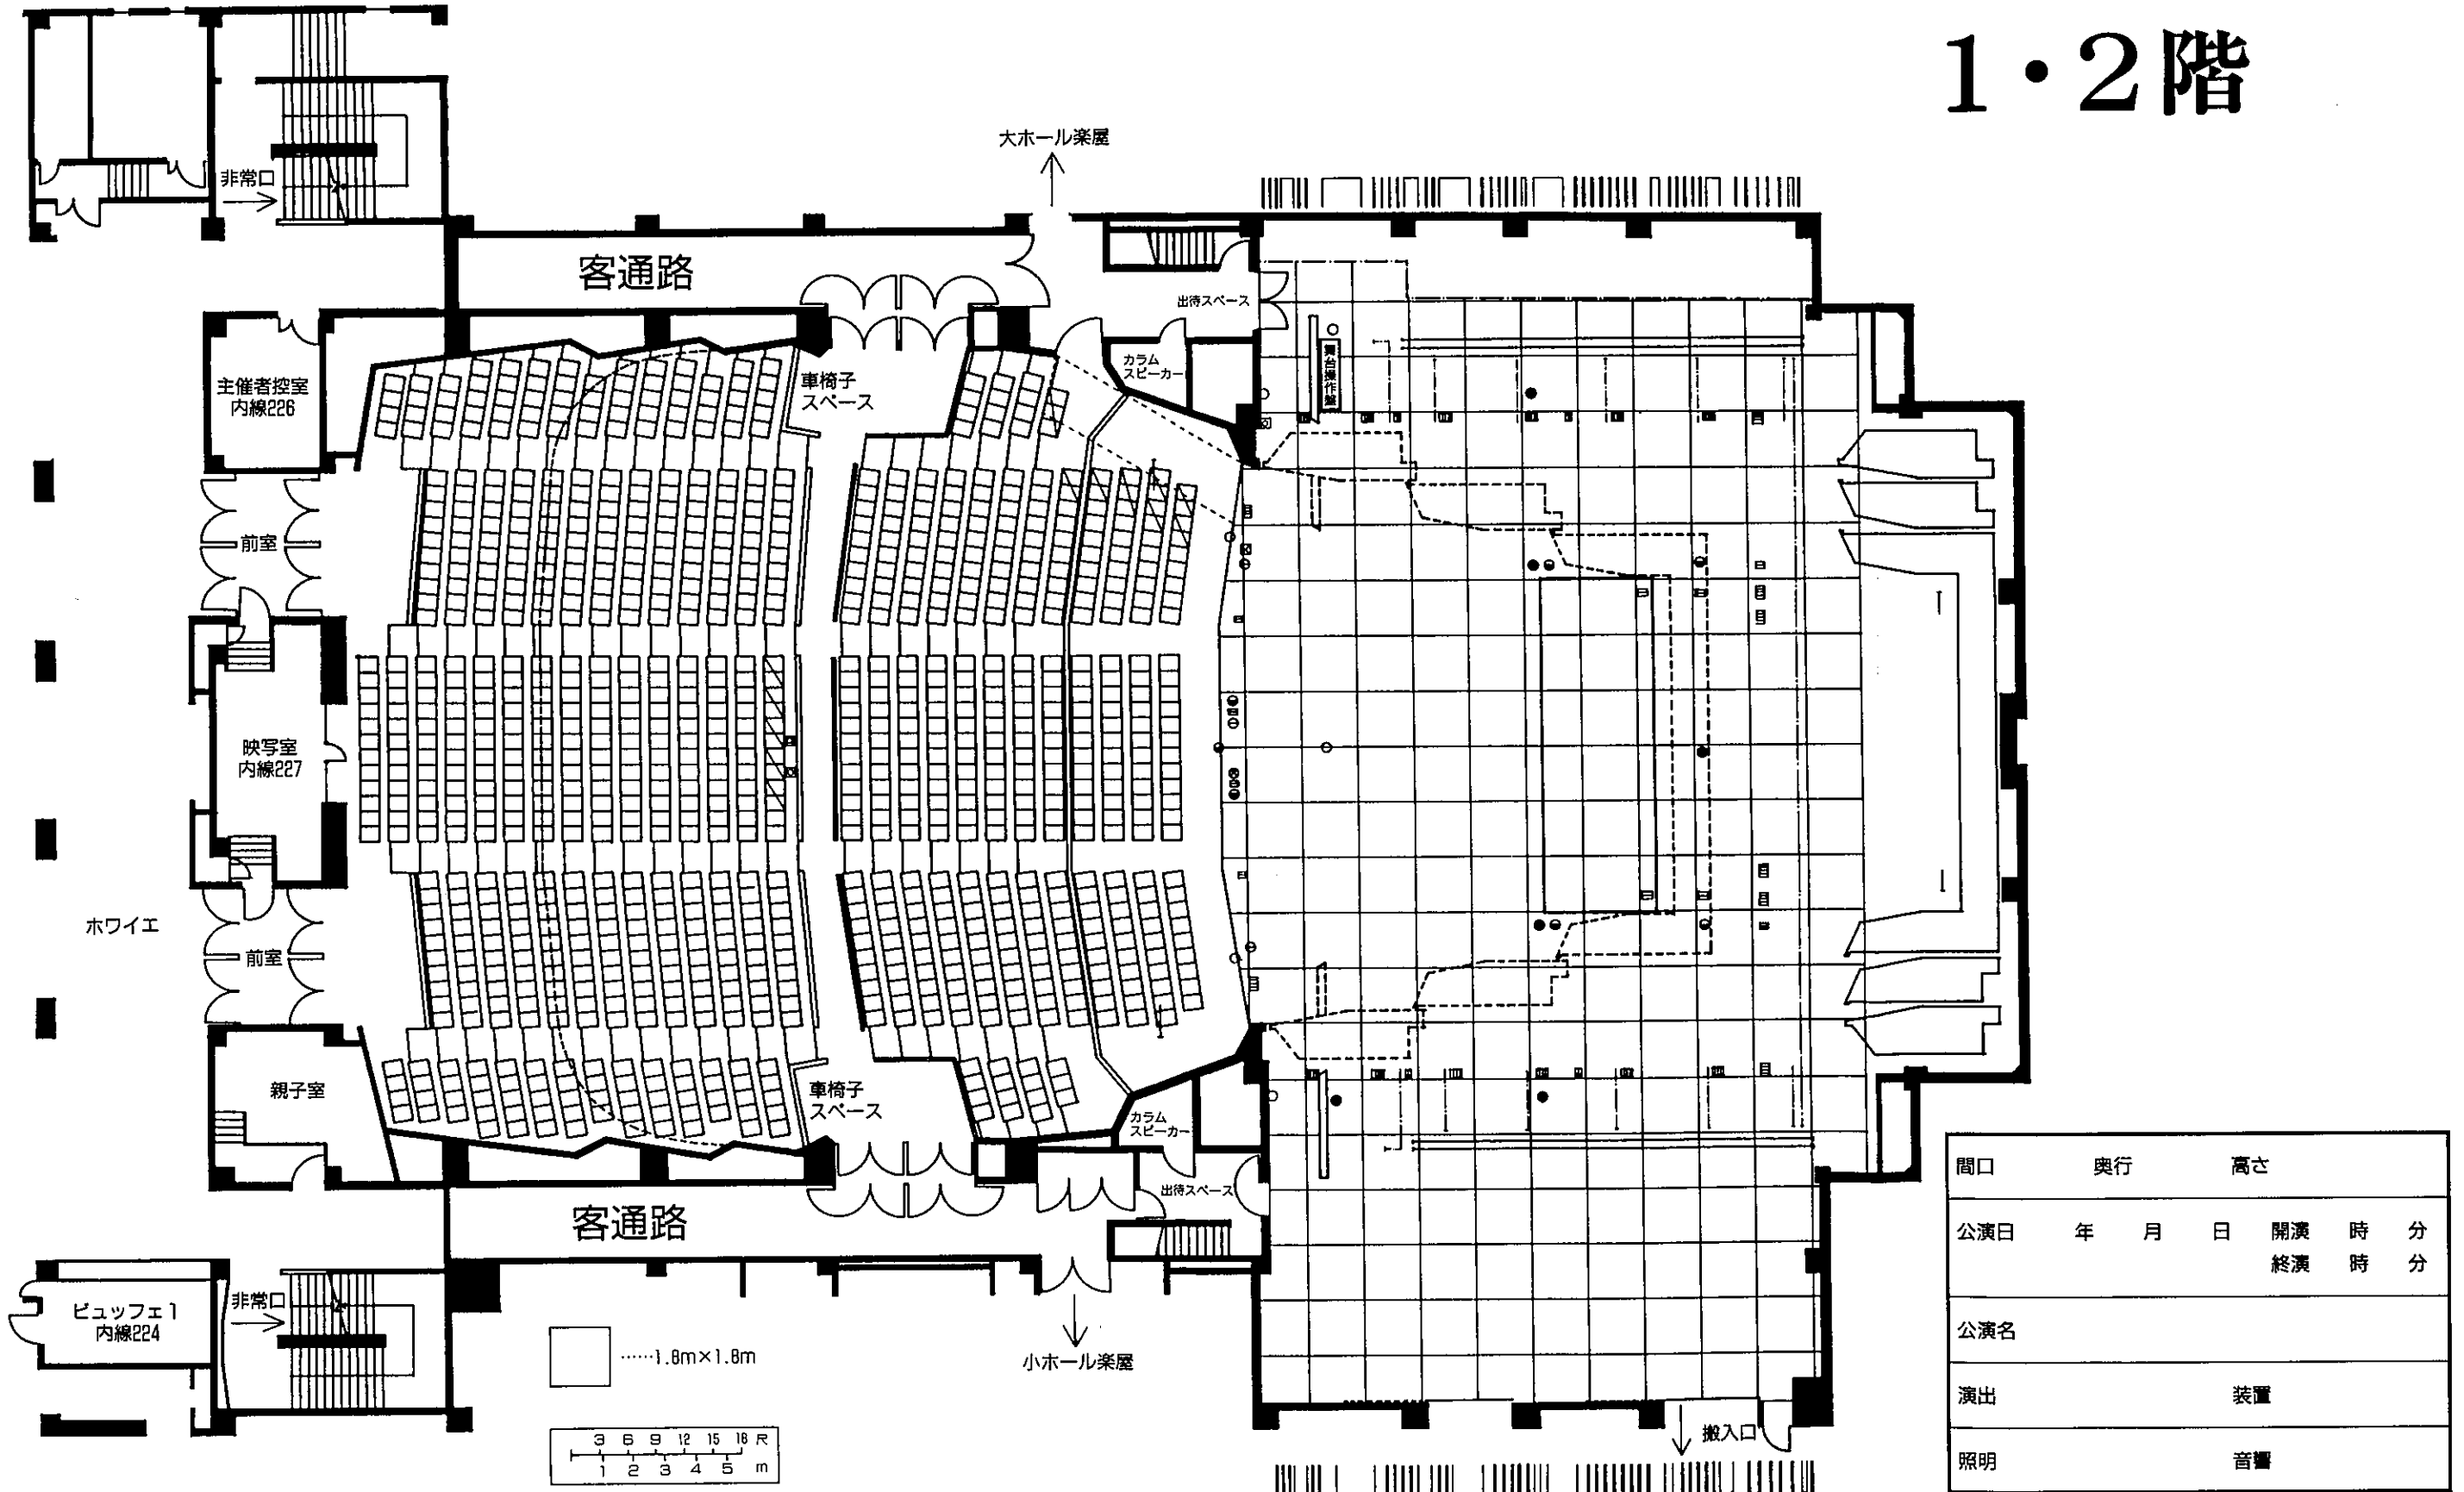 1・2階
大ホール楽屋
非常口
客通路
出待スペース
カラム
スピーカー
舞台操作盤
主催者控室
内線226
車椅子
スペース
前室
映写室
内線227
ホワイエ
前室
親子室
車椅子
スペース
カラム
スピーカー
出待スペース
客通路
非常口
ビュッフェ1
内線224
……1.8m×1.8m
小ホール楽屋
搬入口
3 6 9 12 15 18 尺
1 2 3 4 5 m
間口 奥行 高さ
公演日 年 月 日 開演 時 分
終演 時 分
公演名
演出 装置
照明 音響